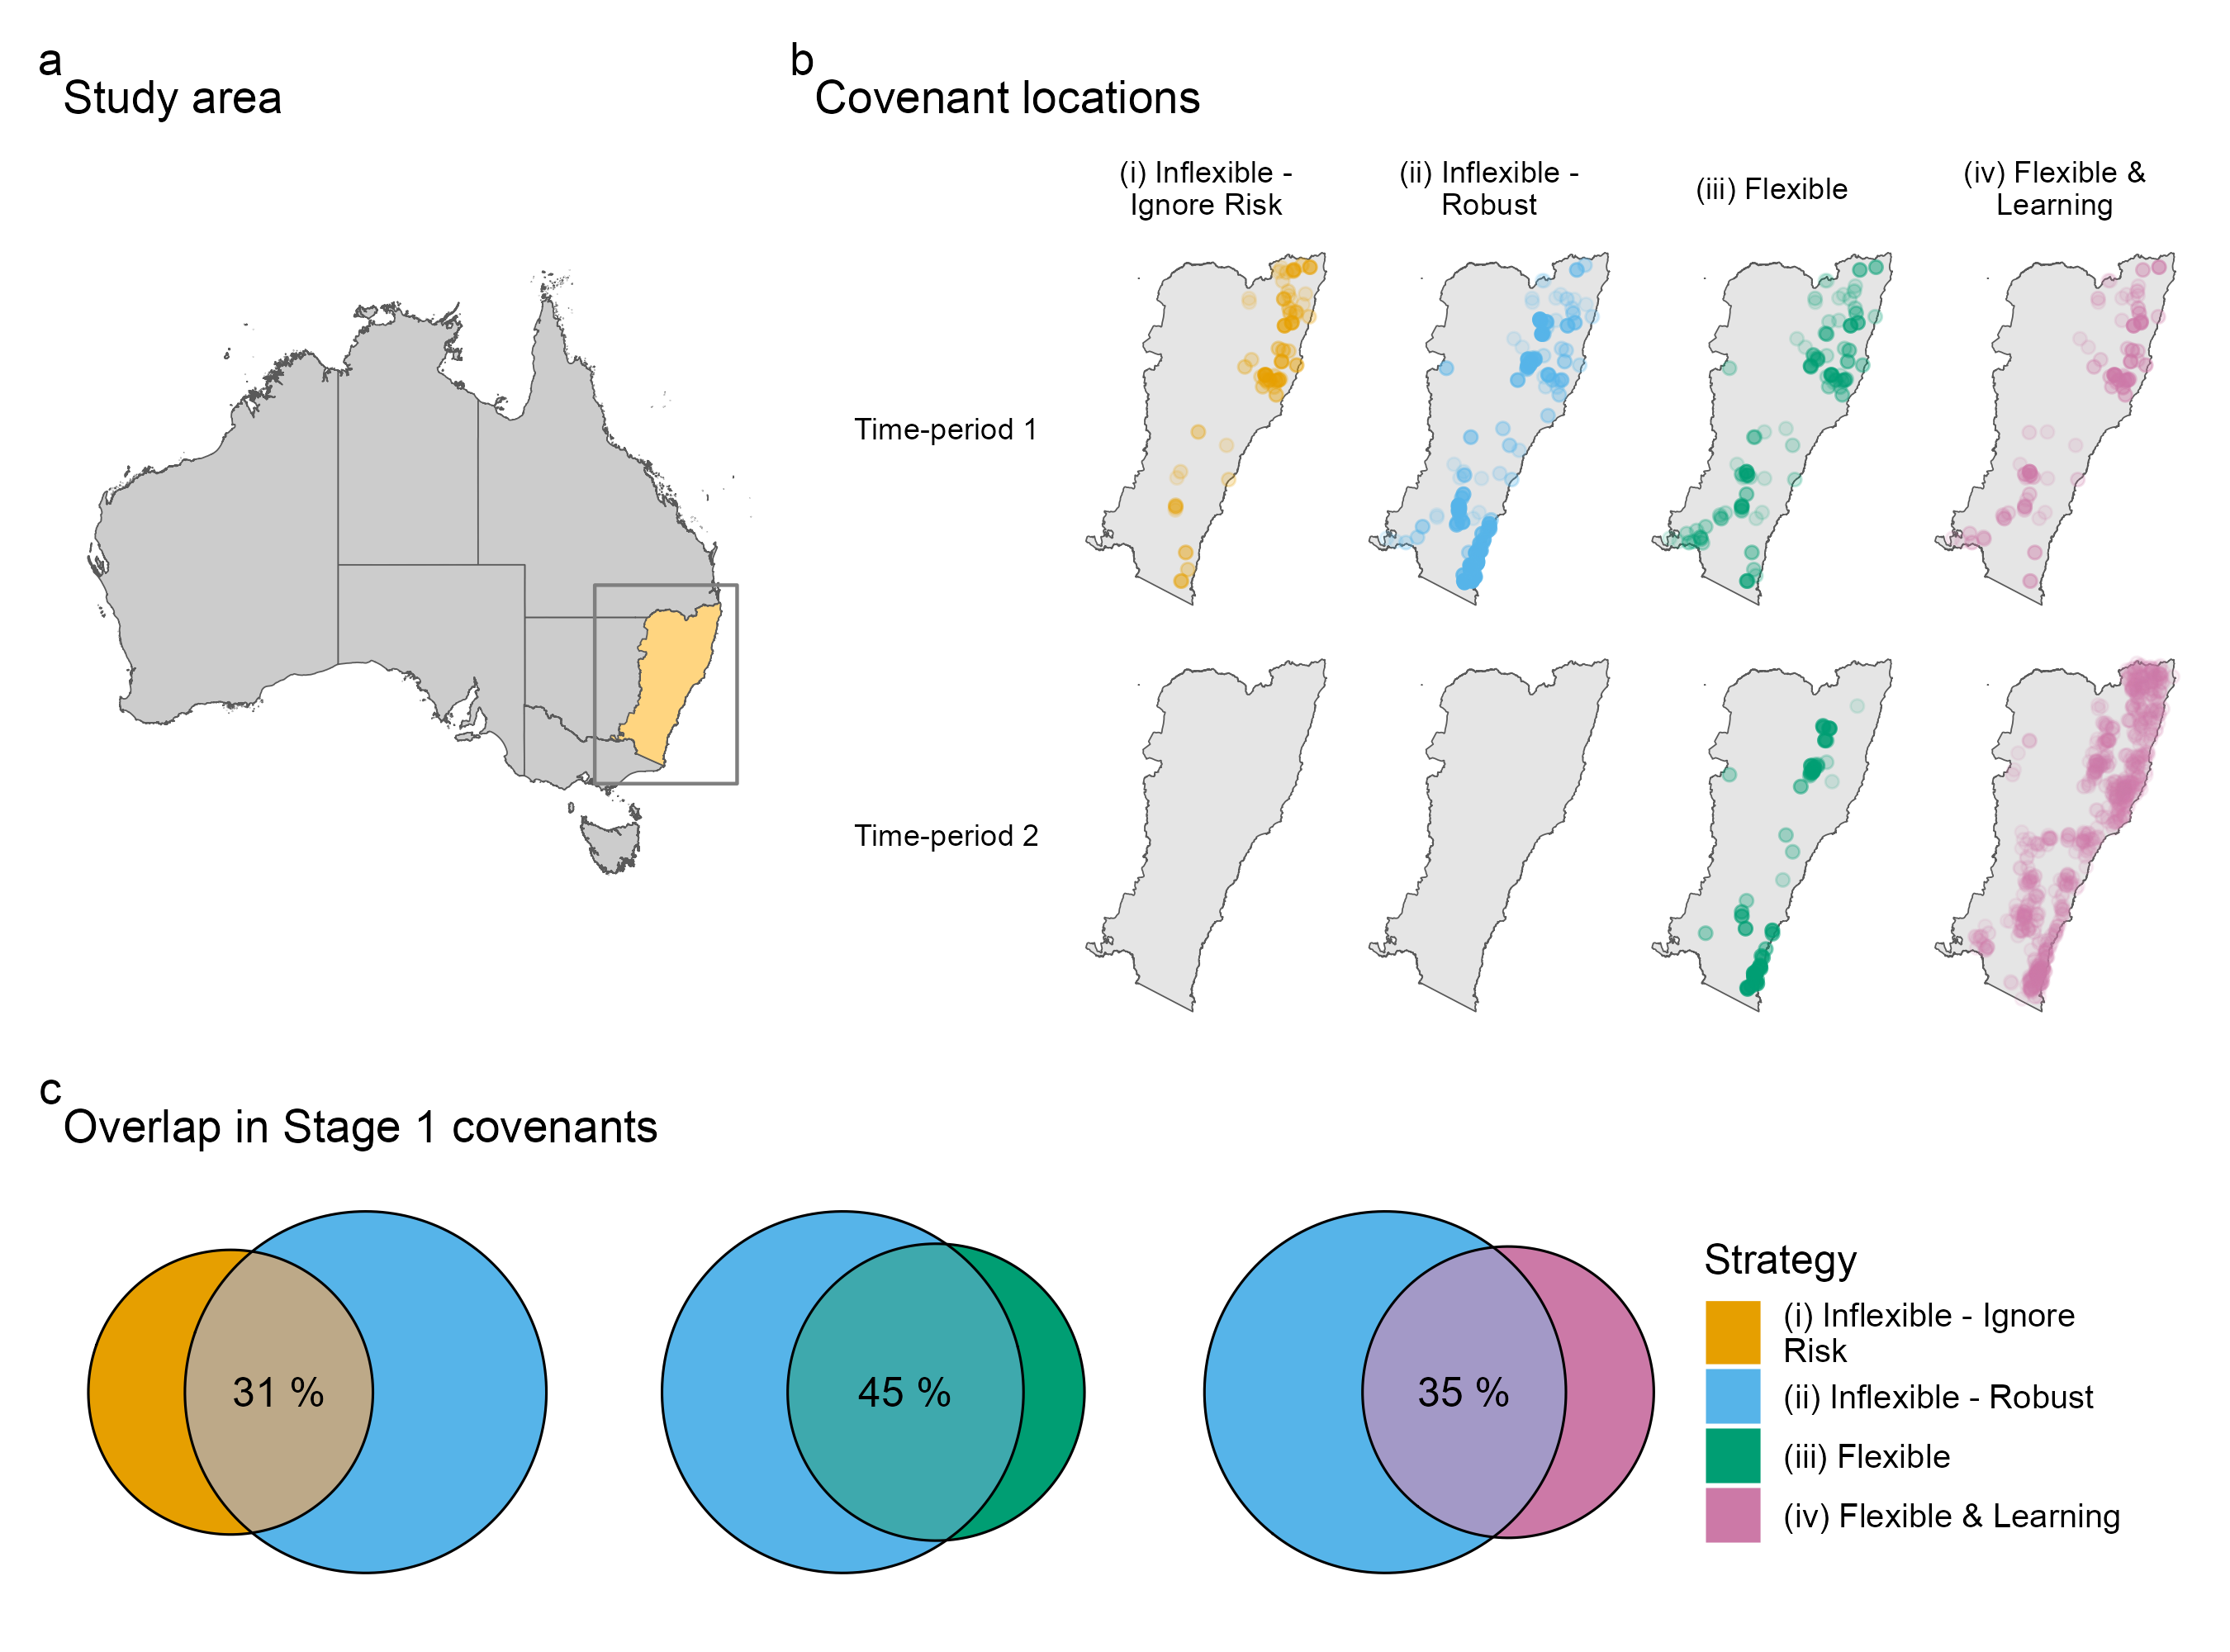 a
Study area
b
Covenant locations
(i) Inflexible -
Ignore Risk
(ii) Inflexible -
Robust
(iii) Flexible
(iv) Flexible &
Learning
Time-period 1
Time-period 2
c
Overlap in Stage 1 covenants
31 %
45 %
35 %
Strategy
(i) Inflexible - Ignore
Risk
(ii) Inflexible - Robust
(iii) Flexible
(iv) Flexible & Learning